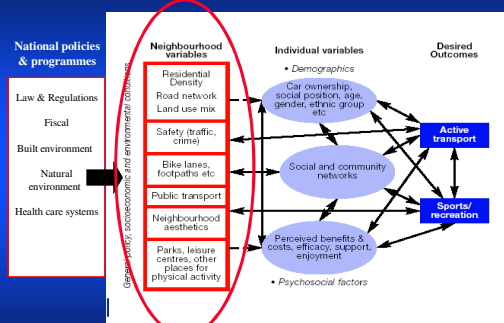 National policies
& programmes
Law & Regulations
Fiscal
Built environment
Natural
environment
Health care systems
General policy, socioeconomic and environmental conditions
Neighbourhood
variables
Residential
Density
Road network
Land use mix
Safety (traffic,
crime)
Bike lanes,
footpaths etc
Public transport
Neighbourhood
aesthetics
Parks, leisure
centres, other
places for
physical activity
Individual variables
• Demographics
Car ownership,
social position, age,
gender, ethnic group
etc
Social and community
networks
Perceived benefits &
costs, efficacy, support,
enjoyment
• Psychosocial factors
Desired
Outcomes
Active
transport
Sports/
recreation